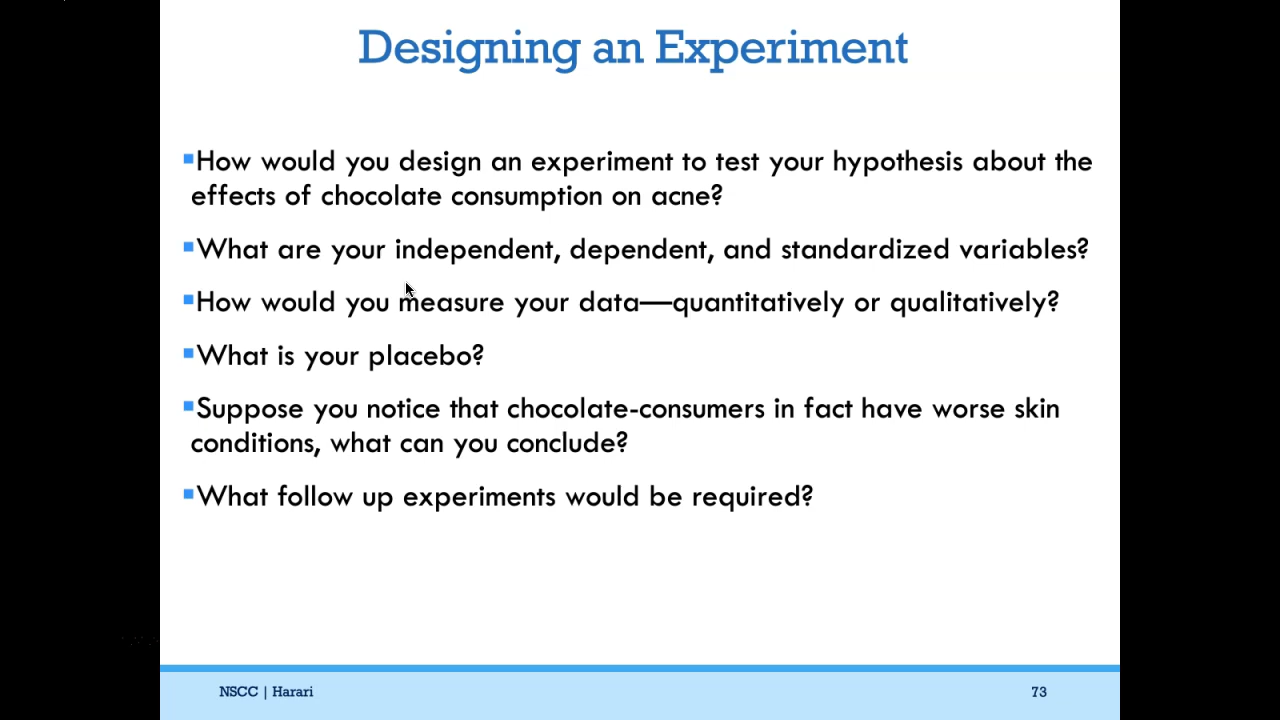 Designing an Experiment
▪How would you design an experiment to test your hypothesis about the
effects of chocolate consumption on acne?
▪What are your independent, dependent, and standardized variables?
▪How would you measure your data—quantitatively or qualitatively?
▪What is your placebo?
▪Suppose you notice that chocolate-consumers in fact have worse skin
conditions, what can you conclude?
▪What follow up experiments would be required?
NSCC | Harari
73